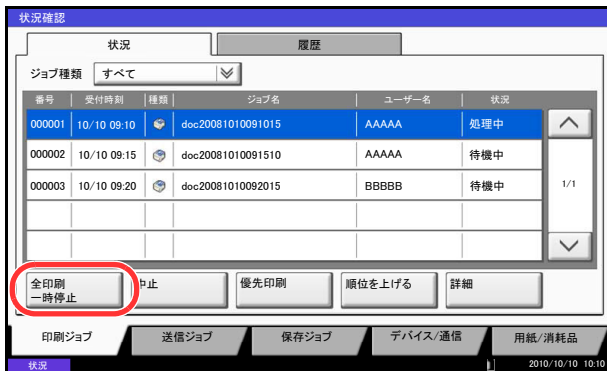 状況確認
状況 履歴
ジョブ種類 すべて
番号 受付時刻 種類 ジョブ名 ユーザー名 状況
000001 10/10 09:10 doc20081010091015 AAAAA 処理中
000002 10/10 09:15 doc20081010091510 AAAAA 待機中
000003 10/10 09:20 doc20081010092015 BBBBB 待機中
1/1
全印刷
一時停止
中止 優先印刷 順位を上げる 詳細
印刷ジョブ 送信ジョブ 保存ジョブ デバイス/通信 用紙/消耗品
状況 2010/10/10 10:10